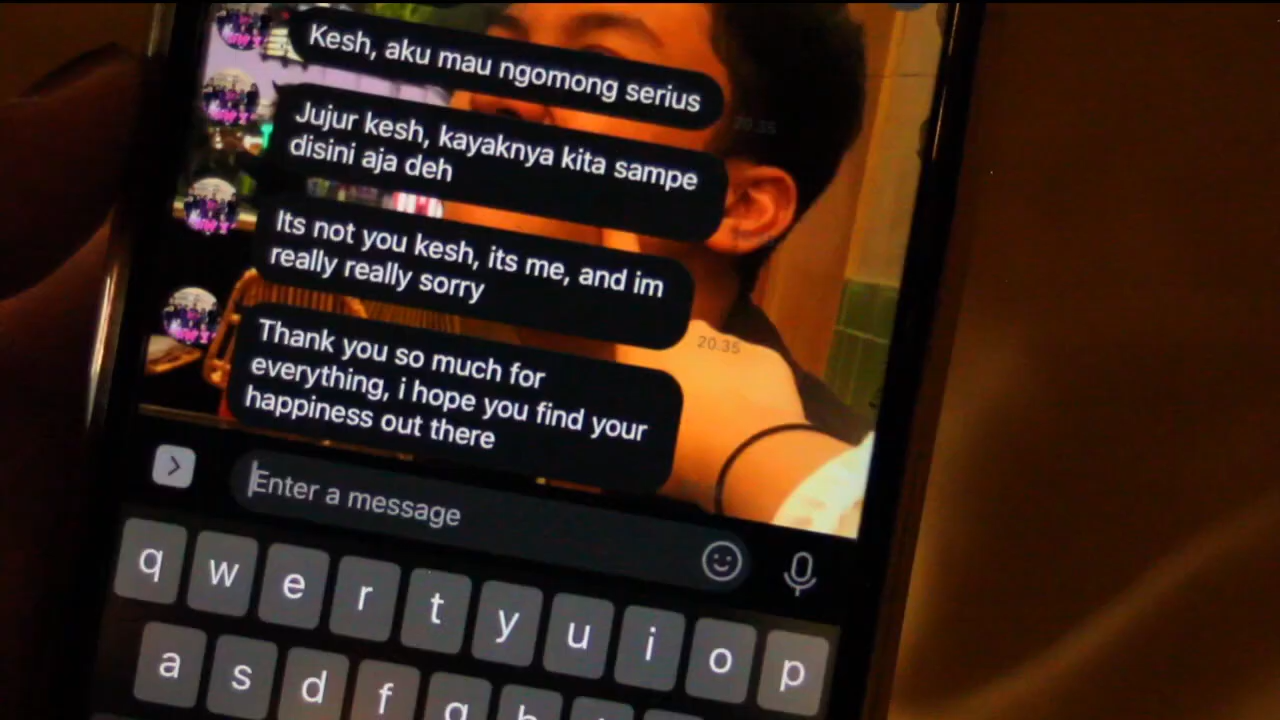 Kesh, aku mau ngomong serius
20.35
Jujur kesh, kayaknya kita sampe
disini aja deh
Its not you kesh, its me, and im
really really sorry
20.35
Thank you so much for
everything, i hope you find your
happiness out there
Enter a message
q w e r t y u i o p
a s d f g